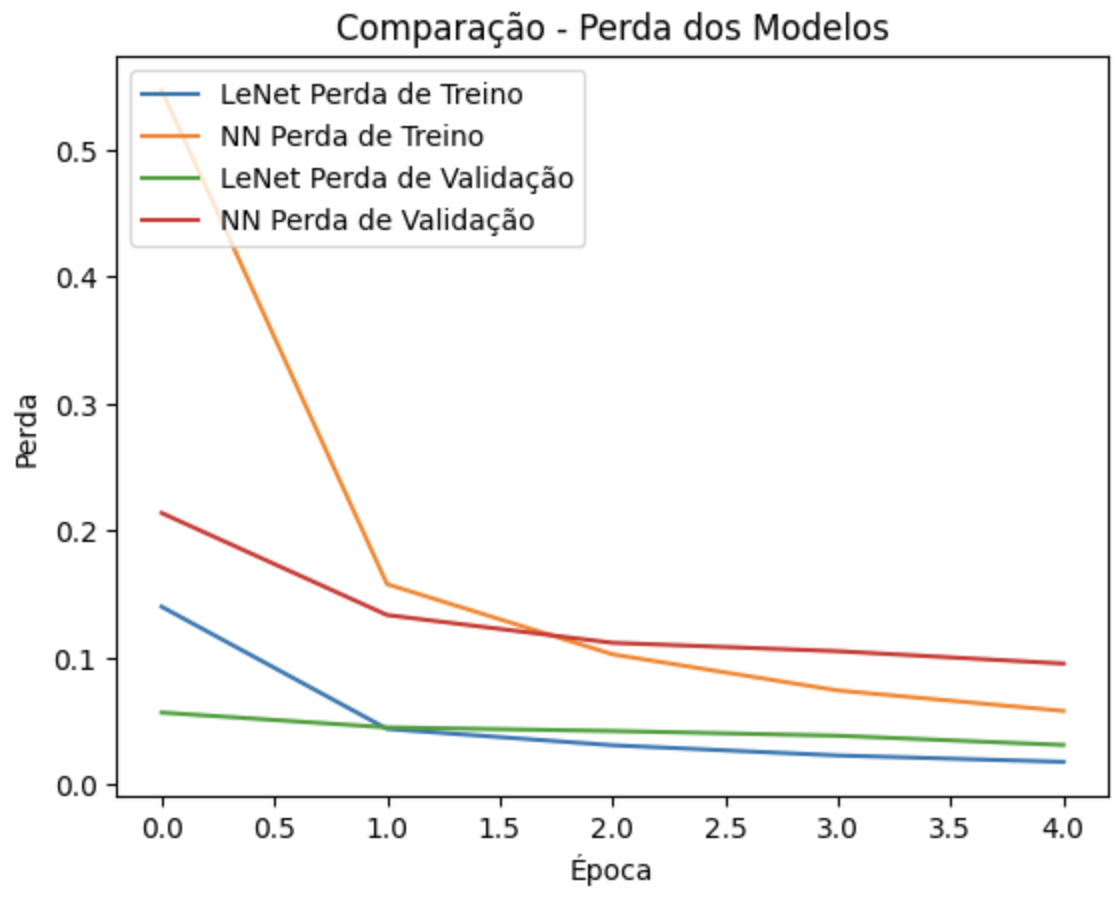 Comparação - Perda dos Modelos
LeNet Perda de Treino
NN Perda de Treino
LeNet Perda de Validação
NN Perda de Validação
0.5
0.4
0.3
0.2
0.1
0.0
Perda
0.0 0.5 1.0 1.5 2.0 2.5 3.0 3.5 4.0
Época